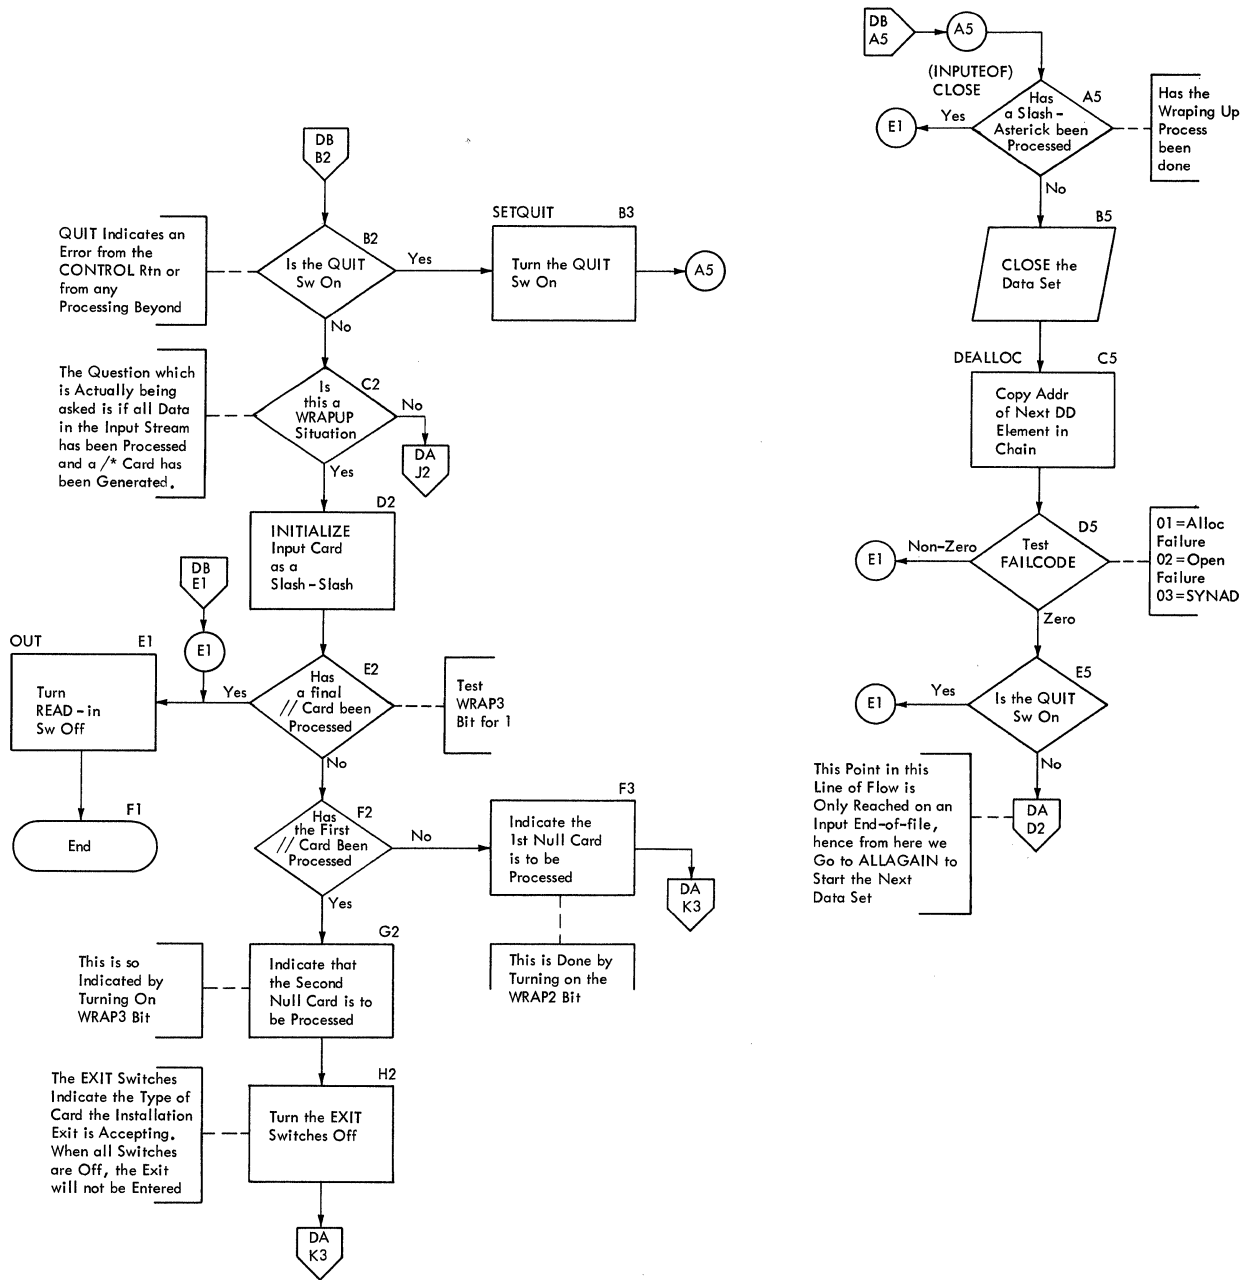 DB
B2
QUIT Indicates an
Error from the
CONTROL Rtn or
from any
Processing Beyond
B2
Is the QUIT
Sw On
Yes
No
SETQUIT
B3
Turn the QUIT
Sw On
A5
The Question which
is Actually being
asked is if all Data
in the Input Stream
has been Processed
and a /* Card has
been Generated.
C2
Is
this a
WRAPUP
Situation
No
DA
J2
Yes
D2
INITIALIZE
Input Card
as a
Slash-Slash
DB
E1
E1
OUT
E1
Turn
READ-in
Sw Off
Yes
E2
Has
a final
// Card been
Processed
Test
WRAP3
Bit for 1
No
F1
End
F2
Has
the First
// Card Been
Processed
No
F3
Indicate the
1st Null Card
is to be
Processed
DA
K3
This is Done by
Turning on the
WRAP2 Bit
Yes
G2
Indicate that
the Second
Null Card is to
be Processed
This is so
Indicated by
Turning On
WRAP3 Bit
H2
Turn the EXIT
Switches Off
The EXIT Switches
Indicate the Type of
Card the Installation
Exit is Accepting.
When all Switches
are Off, the Exit
will not be Entered
DA
K3
DB
A5
A5
(INPUTEOF)
CLOSE
A5
Has
a Slash-
Asterick been
Processed
Yes
E1
Has the
Wraping Up
Process
been
done
No
B5
CLOSE the
Data Set
DEALLOC
C5
Copy Addr
of Next DD
Element in
Chain
D5
Test
FAILCODE
Non-Zero
E1
01=Alloc
Failure
02=Open
Failure
03=SYNAD
Zero
E5
Is the QUIT
Sw On
Yes
E1
No
This Point in this
Line of Flow is
Only Reached on an
Input End-of-file,
hence from here we
Go to ALLAGAIN to
Start the Next
Data Set
DA
D2